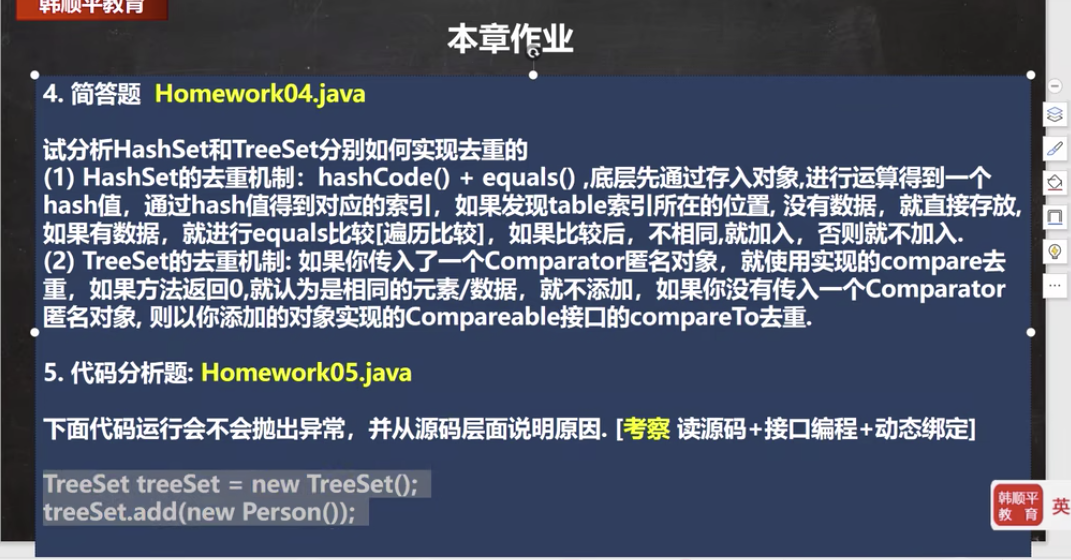 韩顺平教育
本章作业
4. 简答题 Homework04.java
试分析HashSet和TreeSet分别如何实现去重的
(1) HashSet的去重机制：hashCode() + equals() ,底层先通过存入对象,进行运算得到一个
hash值，通过hash值得到对应的索引，如果发现table索引所在的位置, 没有数据，就直接存放,
如果有数据，就进行equals比较[遍历比较]，如果比较后，不相同,就加入，否则就不加入.
(2) TreeSet的去重机制: 如果你传入了一个Comparator匿名对象，就使用实现的compare去
重，如果方法返回0,就认为是相同的元素/数据，就不添加，如果你没有传入一个Comparator
匿名对象, 则以你添加的对象实现的Compareable接口的compareTo去重.
5. 代码分析题: Homework05.java
下面代码运行会不会抛出异常，并从源码层面说明原因. [考察 读源码+接口编程+动态绑定]
TreeSet treeSet = new TreeSet();
treeSet.add(new Person());
韩顺平
教 育
英